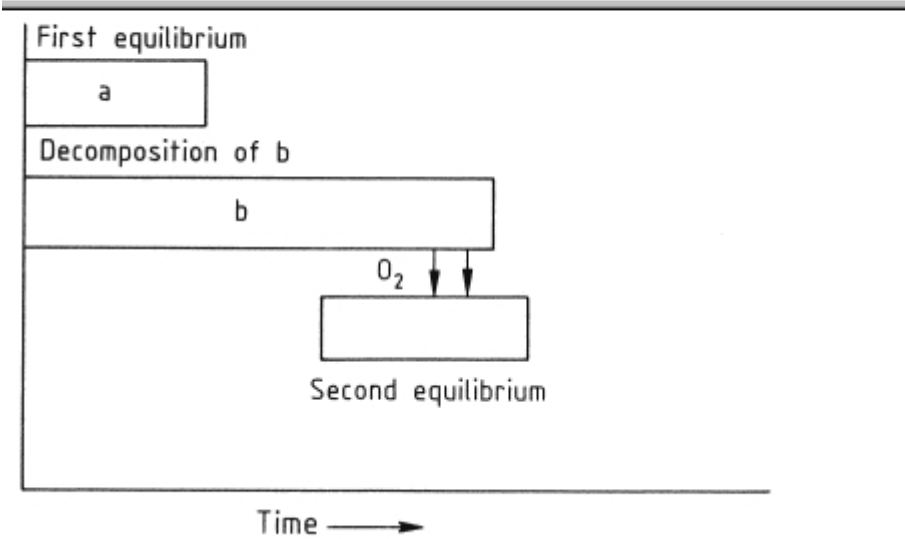 First equilibrium
a
Decomposition of b
b
O₂
Second equilibrium
Time